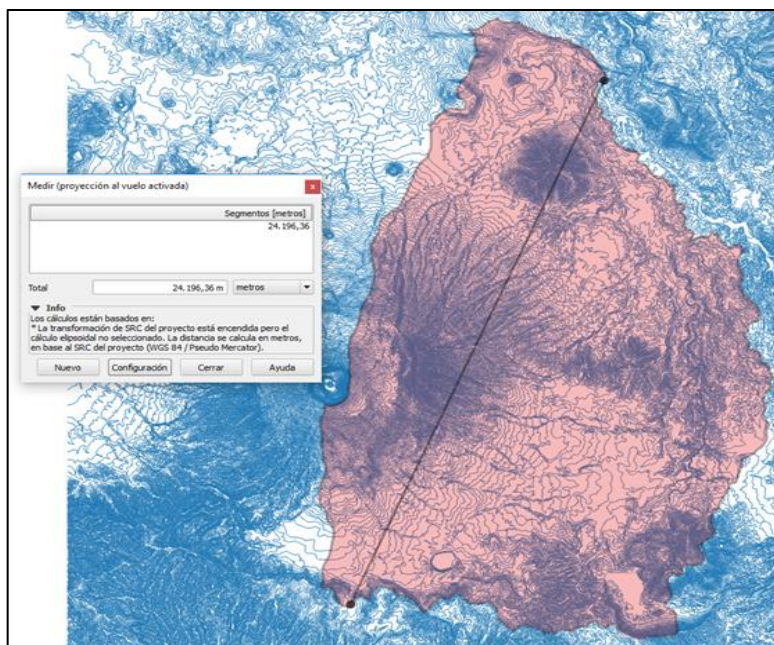 Medir (proyección al vuelo activada)
x
Segmentos [metros]
24.196,36
Total 24.196,36 m metros
Info
Los cálculos están basados en:
* La transformación de SRC del proyecto está encendida pero el
cálculo elipsoidal no seleccionado. La distancia se calcula en metros,
en base al SRC del proyecto (WGS 84 / Pseudo Mercator).
Nuevo Configuración Cerrar Ayuda